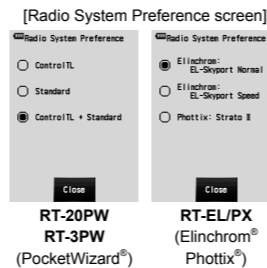 [Radio System Preference screen]
Radio System Preference
ControlTL
Standard
ControlTL + Standard
Close
RT-20PW
RT-3PW
(PocketWizard®)
Radio System Preference
Elinchrom:
EL-Skyport Normal
Elinchrom:
EL-Skyport Speed
Phottix: Strato II
Close
RT-EL/PX
(Elinchrom®
Phottix®)